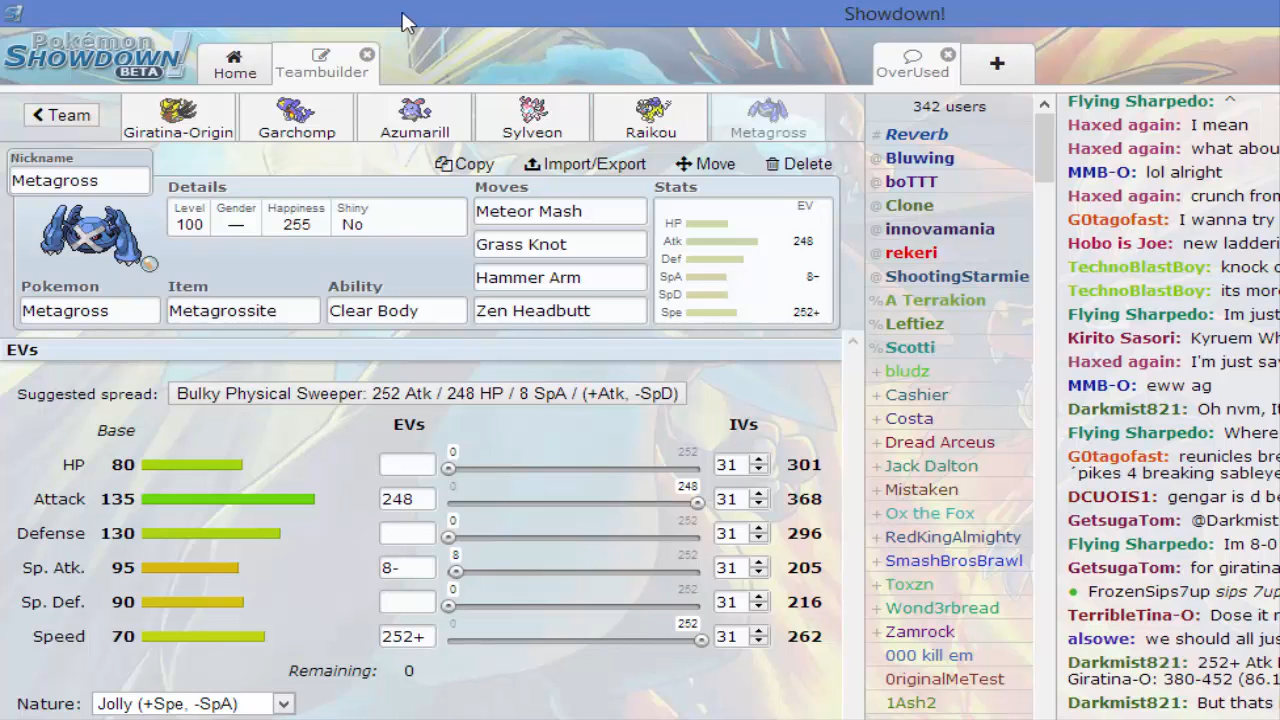 Showdown!
Pokémon
SHOWDOWN!
BETA
Home
Teambuilder
OverUsed
+
Team
Giratina-Origin
Garchomp
Azumarill
Sylveon
Raikou
Metagross
Copy
Import/Export
Move
Delete
Nickname
Metagross
Details
Level
100
Gender
—
Happiness
255
Shiny
No
Moves
Meteor Mash
Grass Knot
Hammer Arm
Zen Headbutt
Stats
EV
HP
Atk 248
Def
SpA 8-
SpD
Spe 252+
Pokemon
Metagross
Item
Metagrossite
Ability
Clear Body
EVs
Suggested spread: Bulky Physical Sweeper: 252 Atk / 248 HP / 8 SpA / (+Atk, -SpD)
Base EVs IVs
HP 80 0 252 31 301
Attack 135 248 0 248 31 368
Defense 130 0 252 31 296
Sp. Atk. 95 8- 8 252 31 205
Sp. Def. 90 0 252 31 216
Speed 70 252+ 0 252 31 262
Remaining: 0
Nature: Jolly (+Spe, -SpA)
342 users
# Reverb
@ Bluwing
@ boTTT
@ Clone
@ innovamania
@ rekeri
@ ShootingStarmie
% A Terrakion
% Leftiez
% Scotti
+ bludz
+ Cashier
+ Costa
+ Dread Arceus
+ Jack Dalton
+ Mistaken
+ Ox the Fox
+ RedKingAlmighty
+ SmashBrosBrawl
+ Toxzn
+ Wond3rbread
+ Zamrock
000 kill em
0riginalMeTest
1Ash2
Flying Sharpedo: ^
Haxed again: I mean
Haxed again: what abou
MMB-O: lol alright
Haxed again: crunch from
G0tagofast: I wanna try
Hobo is Joe: new ladderi
TechnoBlastBoy: knock o
TechnoBlastBoy: its more
Flying Sharpedo: Im just
Kirito Sasori: Kyruem Wh
Haxed again: I'm just say
MMB-O: eww ag
Darkmist821: Oh nvm, I
Flying Sharpedo: Where
G0tagofast: reunicles brea
´pikes 4 breaking sableye
DCUOIS1: gengar is d be
GetsugaTom: @Darkmist
Flying Sharpedo: Im 8-0
GetsugaTom: for giratina
● FrozenSips7up sips 7up
TerribleTina-O: Dose it n
alsowe: we should all jus
Darkmist821: 252+ Atk
Giratina-O: 380-452 (86.1
Darkmist821: But thats